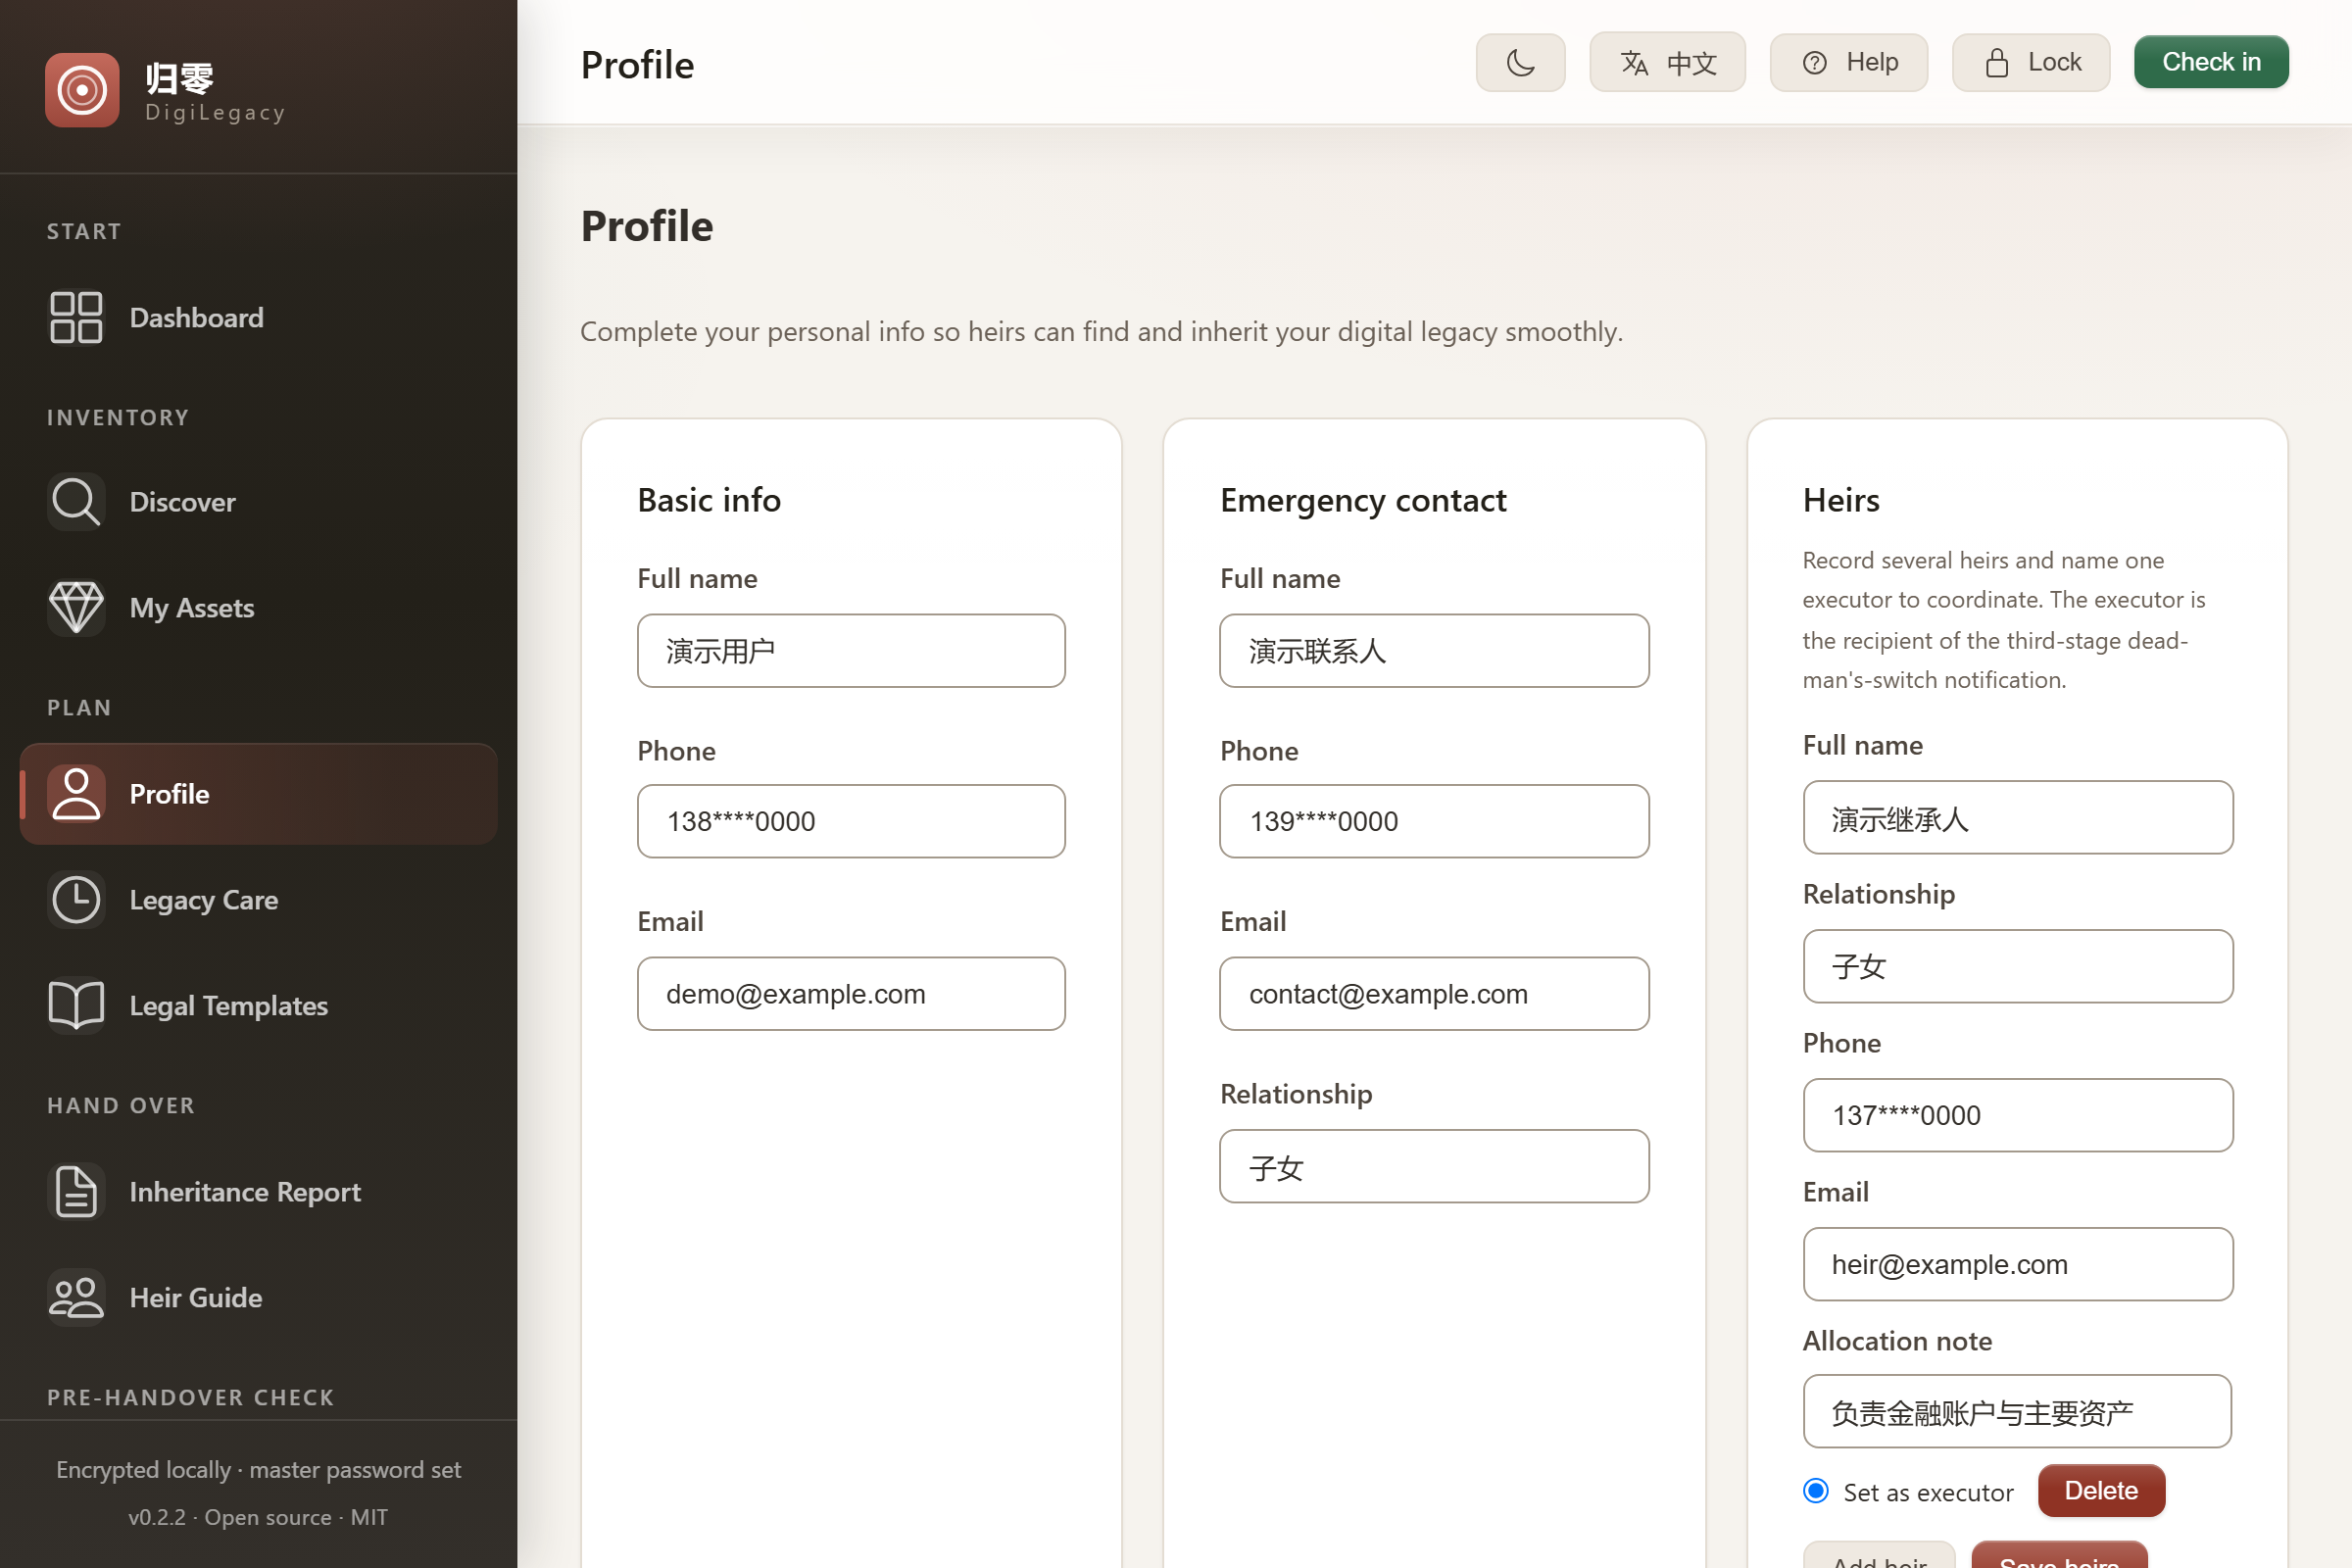 归零
DigiLegacy
START
Dashboard
INVENTORY
Discover
My Assets
PLAN
Profile
Legacy Care
Legal Templates
HAND OVER
Inheritance Report
Heir Guide
PRE-HANDOVER CHECK
Encrypted locally · master password set
v0.2.2 · Open source · MIT
Profile
中文
Help
Lock
Check in
Profile
Complete your personal info so heirs can find and inherit your digital legacy smoothly.
Basic info
Full name
演示用户
Phone
138****0000
Email
demo@example.com
Emergency contact
Full name
演示联系人
Phone
139****0000
Email
contact@example.com
Relationship
子女
Heirs
Record several heirs and name one
executor to coordinate. The executor is
the recipient of the third-stage dead-
man's-switch notification.
Full name
演示继承人
Relationship
子女
Phone
137****0000
Email
heir@example.com
Allocation note
负责金融账户与主要资产
Set as executor
Delete
Add heir
Save heirs